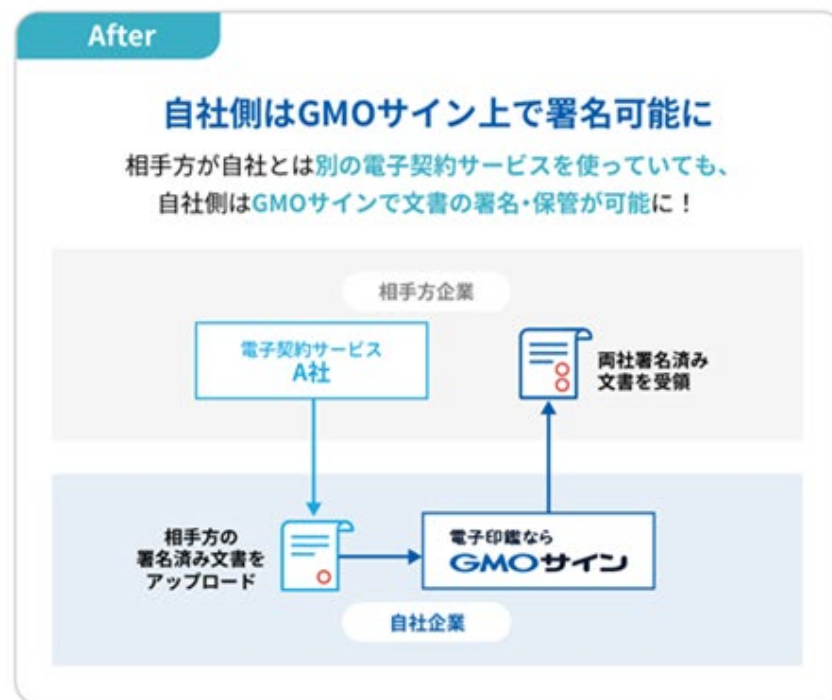 After
自社側はGMOサイン上で署名可能に
相手方が自社とは別の電子契約サービスを使っていても、
自社側はGMOサインで文書の署名・保管が可能に！
相手方企業
電子契約サービス
A社
両社署名済み
文書を受領
相手方の
署名済み文書を
アップロード
電子印鑑なら
GMOサイン
自社企業